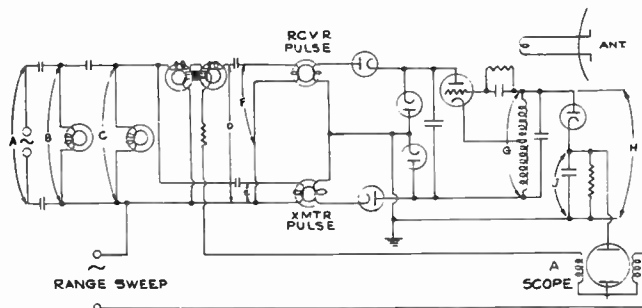 RCVR
PULSE
ANT.
A
B
C
D
F
E
G
H
J
XMTR
PULSE
RANGE SWEEP
A
SCOPE